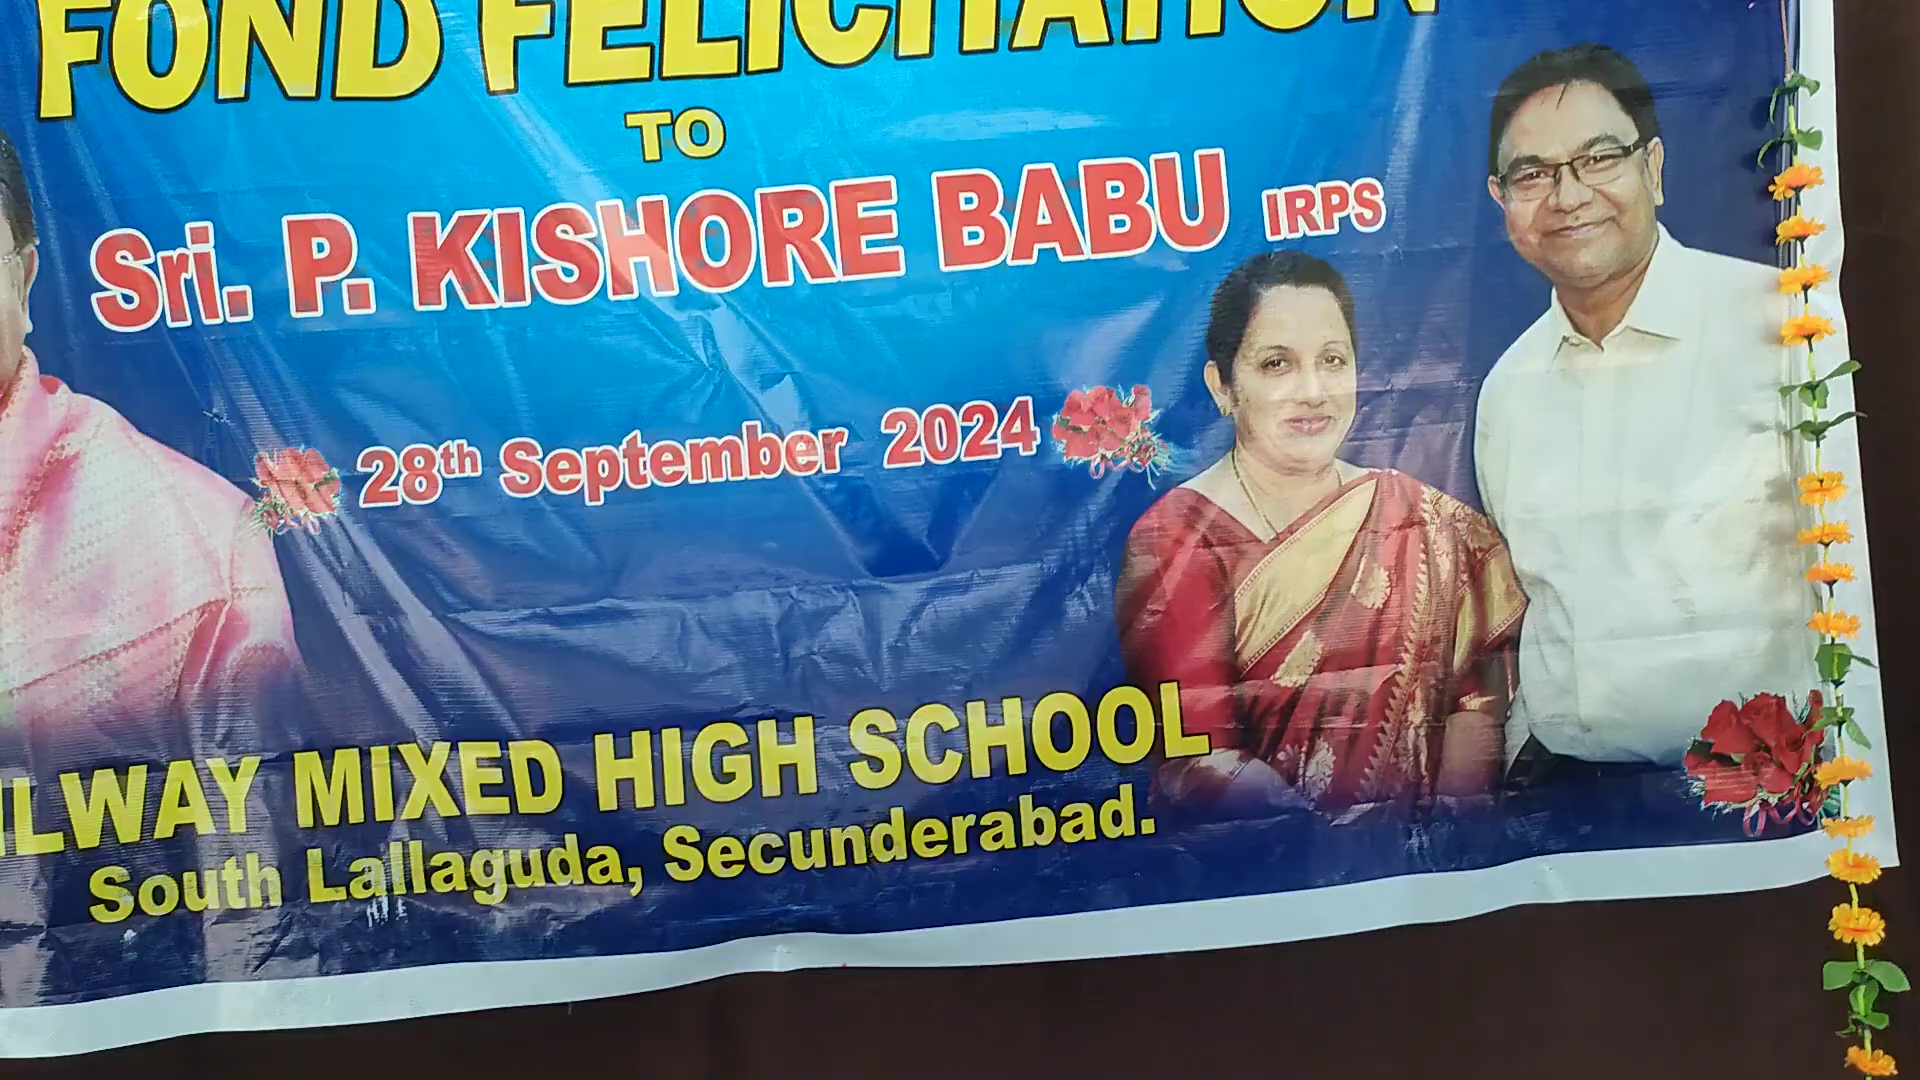 FOND FELICITATION
TO
Sri. P. KISHORE BABU IRPS
28th September 2024
ILWAY MIXED HIGH SCHOOL
South Lallaguda, Secunderabad.